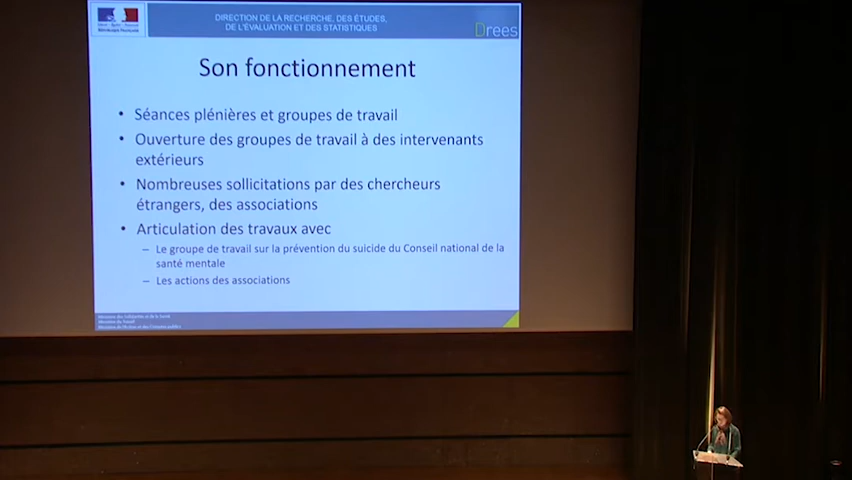 DIRECTION DE LA RECHERCHE, DES ÉTUDES,
DE L'ÉVALUATION ET DES STATISTIQUES
Drees
Son fonctionnement
• Séances plénières et groupes de travail
• Ouverture des groupes de travail à des intervenants
extérieurs
• Nombreuses sollicitations par des chercheurs
étrangers, des associations
• Articulation des travaux avec
– Le groupe de travail sur la prévention du suicide du Conseil national de la
santé mentale
– Les actions des associations